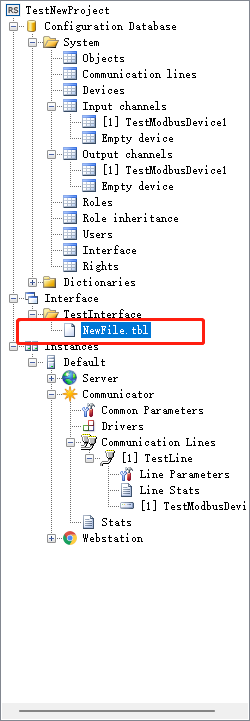 RS TestNewProject
Configuration Database
System
Objects
Communication lines
Devices
Input channels
[1] TestModbusDevice1
Empty device
Output channels
[1] TestModbusDevice1
Empty device
Roles
Role inheritance
Users
Interface
Rights
Dictionaries
Interface
TestInterface
NewFile.tbl
Instances
Default
Server
Communicator
Common Parameters
Drivers
Communication Lines
[1] TestLine
Line Parameters
Line Stats
[1] TestModbusDevi
Stats
Webstation